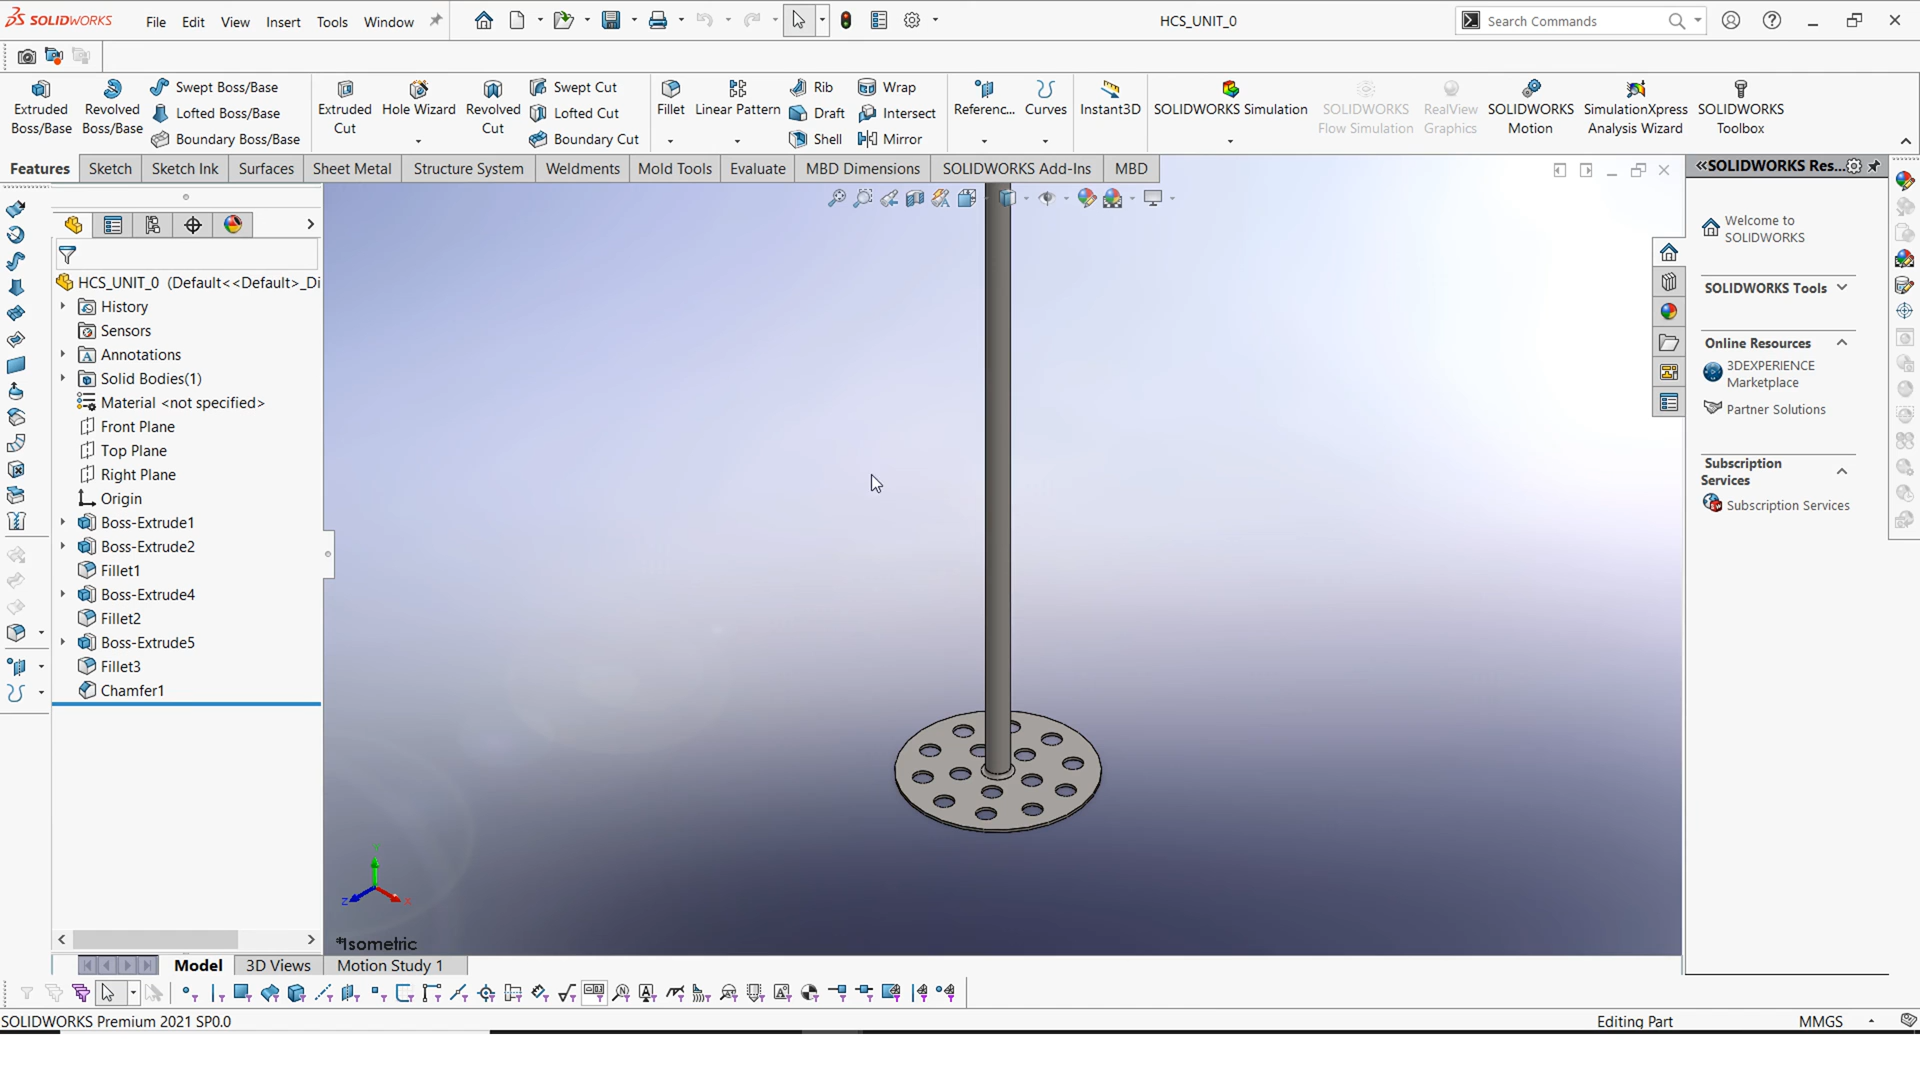 SOLIDWORKS File Edit View Insert Tools Window HCS_UNIT_0 Search Commands
Extruded Boss/Base
Revolved Boss/Base
Swept Boss/Base
Lofted Boss/Base
Boundary Boss/Base
Extruded Cut
Hole Wizard
Revolved Cut
Swept Cut
Lofted Cut
Boundary Cut
Fillet
Linear Pattern
Rib
Draft
Shell
Wrap
Intersect
Mirror
Referenc...
Curves
Instant3D
SOLIDWORKS Simulation
SOLIDWORKS Flow Simulation
RealView Graphics
SOLIDWORKS Motion
SimulationXpress Analysis Wizard
SOLIDWORKS Toolbox
Features Sketch Sketch Ink Surfaces Sheet Metal Structure System Weldments Mold Tools Evaluate MBD Dimensions SOLIDWORKS Add-Ins MBD
HCS_UNIT_0 (Default<<Default>_Di
History
Sensors
Annotations
Solid Bodies(1)
Material <not specified>
Front Plane
Top Plane
Right Plane
Origin
Boss-Extrude1
Boss-Extrude2
Fillet1
Boss-Extrude4
Fillet2
Boss-Extrude5
Fillet3
Chamfer1
Y
Z
X
*Isometric
SOLIDWORKS Res...
Welcome to
SOLIDWORKS
SOLIDWORKS Tools
Online Resources
3DEXPERIENCE
Marketplace
Partner Solutions
Subscription
Services
Subscription Services
Model 3D Views Motion Study 1
SOLIDWORKS Premium 2021 SP0.0 Editing Part MMGS